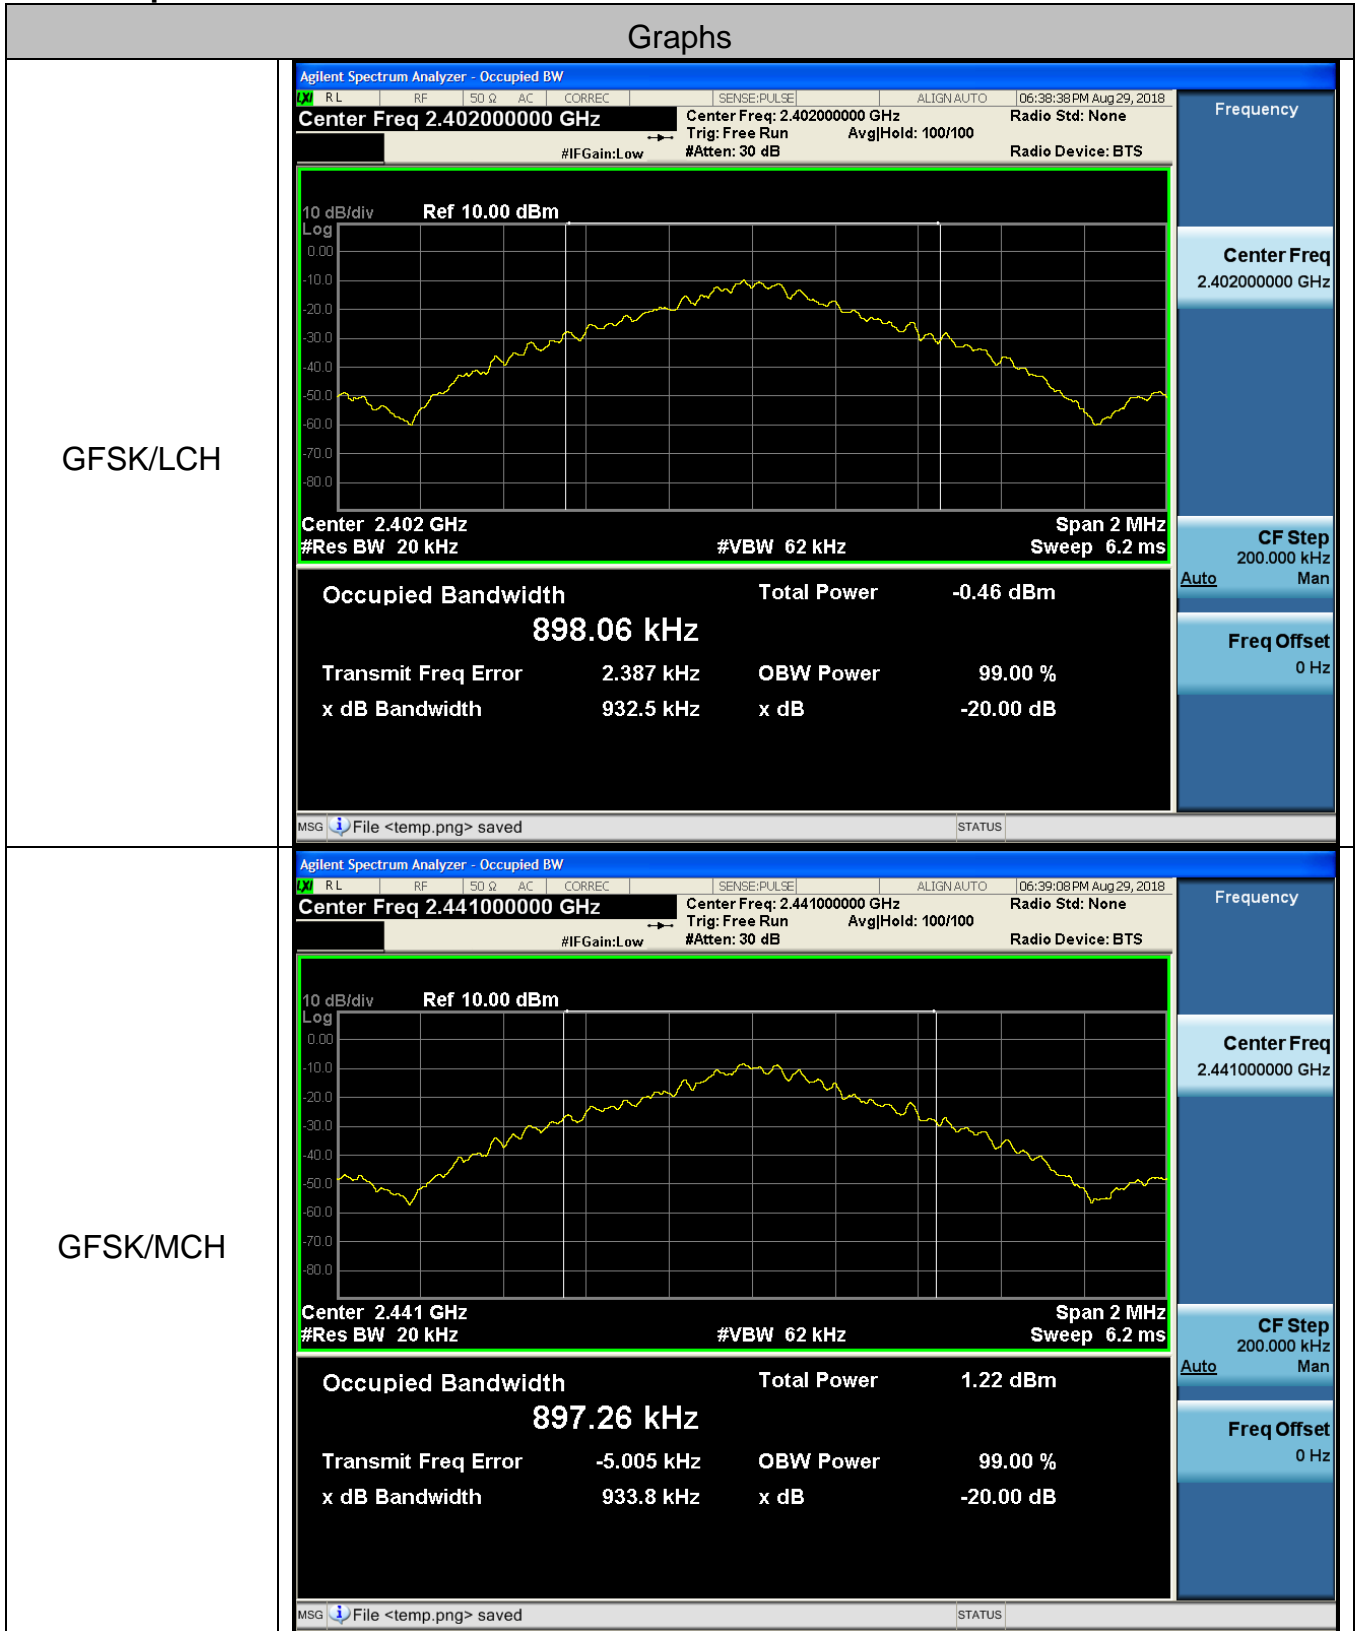 Graphs
GFSK/LCH
Agilent Spectrum Analyzer - Occupied BW
LXI RL RF 50 Ω AC CORREC SENSE:PULSE ALIGN AUTO 06:38:38 PM Aug 29, 2018
Center Freq 2.402000000 GHz
Center Freq: 2.402000000 GHz Radio Std: None
Trig: Free Run Avg|Hold: 100/100
#IFGain:Low #Atten: 30 dB Radio Device: BTS
10 dB/div Ref 10.00 dBm
Log
0.00
-10.0
-20.0
-30.0
-40.0
-50.0
-60.0
-70.0
-80.0
Center 2.402 GHz Span 2 MHz
#Res BW 20 kHz #VBW 62 kHz Sweep 6.2 ms
Occupied Bandwidth Total Power -0.46 dBm
898.06 kHz
Transmit Freq Error 2.387 kHz OBW Power 99.00 %
x dB Bandwidth 932.5 kHz x dB -20.00 dB
MSG File <temp.png> saved STATUS
Frequency
Center Freq
2.402000000 GHz
CF Step
200.000 kHz
Auto Man
Freq Offset
0 Hz
GFSK/MCH
Agilent Spectrum Analyzer - Occupied BW
LXI RL RF 50 Ω AC CORREC SENSE:PULSE ALIGN AUTO 06:39:08 PM Aug 29, 2018
Center Freq 2.441000000 GHz
Center Freq: 2.441000000 GHz Radio Std: None
Trig: Free Run Avg|Hold: 100/100
#IFGain:Low #Atten: 30 dB Radio Device: BTS
10 dB/div Ref 10.00 dBm
Log
0.00
-10.0
-20.0
-30.0
-40.0
-50.0
-60.0
-70.0
-80.0
Center 2.441 GHz Span 2 MHz
#Res BW 20 kHz #VBW 62 kHz Sweep 6.2 ms
Occupied Bandwidth Total Power 1.22 dBm
897.26 kHz
Transmit Freq Error -5.005 kHz OBW Power 99.00 %
x dB Bandwidth 933.8 kHz x dB -20.00 dB
MSG File <temp.png> saved STATUS
Frequency
Center Freq
2.441000000 GHz
CF Step
200.000 kHz
Auto Man
Freq Offset
0 Hz